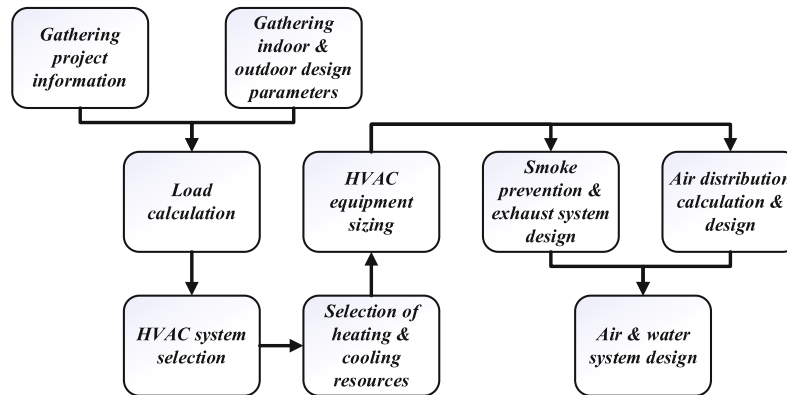 Gathering
project
information
Gathering
indoor &
outdoor design
parameters
Load
calculation
HVAC system
selection
Selection of
heating &
cooling
resources
HVAC
equipment
sizing
Smoke
prevention &
exhaust system
design
Air distribution
calculation &
design
Air & water
system design